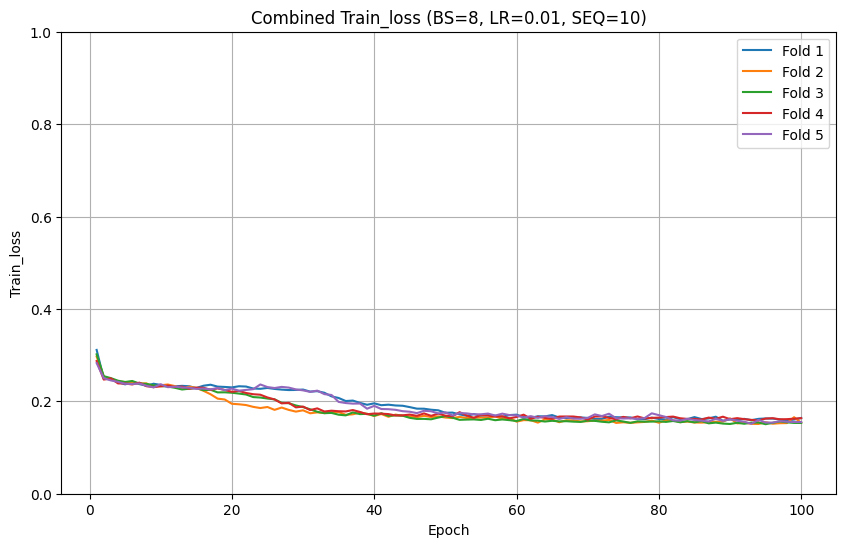 Combined Train_loss (BS=8, LR=0.01, SEQ=10)
1.0
0.8
0.6
0.4
0.2
0.0
Train_loss
Fold 1
Fold 2
Fold 3
Fold 4
Fold 5
0 20 40 60 80 100
Epoch